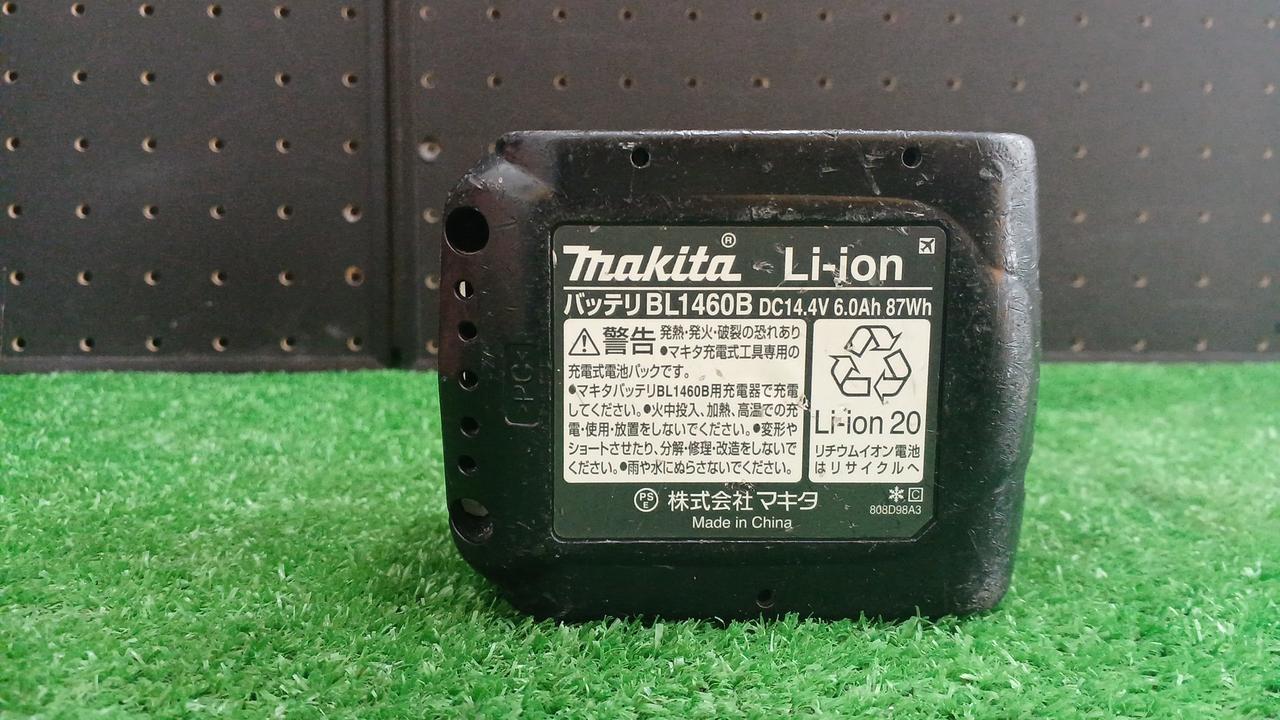 Makita® Li-ion
バッテリ BL1460B DC14.4V 6.0Ah 87Wh
警告 発熱・発火・破裂の恐れあり
●マキタ充電式工具専用の
充電式電池パックです。
●マキタバッテリBL1460B用充電器で充電
してください。●火中投入、加熱、高温での充
電・使用・放置をしないでください。●変形や
ショートさせたり、分解・修理・改造をしないで
ください。●雨や水にぬらさないでください。
Li-ion 20
リチウムイオン電池
はリサイクルへ
PSE 株式会社 マキタ
Made in China
C
808D98A3
>PC<